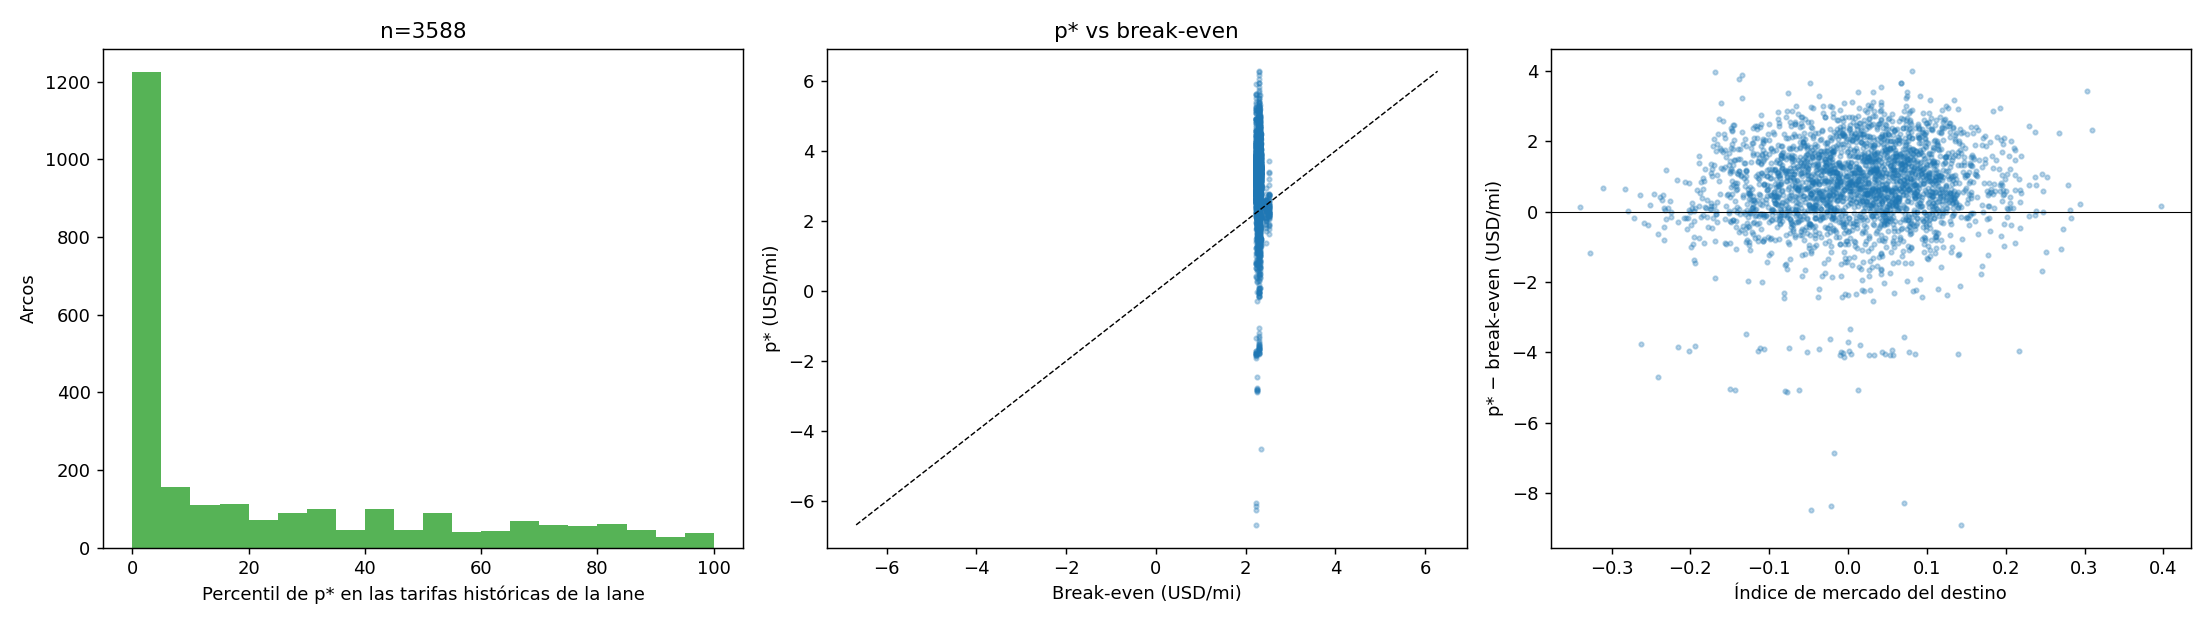 n=3588
Arcos
1200
1000
800
600
400
200
0
0 20 40 60 80 100
Percentil de p* en las tarifas históricas de la lane
p* vs break-even
p* (USD/mi)
6
4
2
0
−2
−4
−6
−6 −4 −2 0 2 4 6
Break-even (USD/mi)
p* − break-even (USD/mi)
4
2
0
−2
−4
−6
−8
−0.3 −0.2 −0.1 0.0 0.1 0.2 0.3 0.4
Índice de mercado del destino